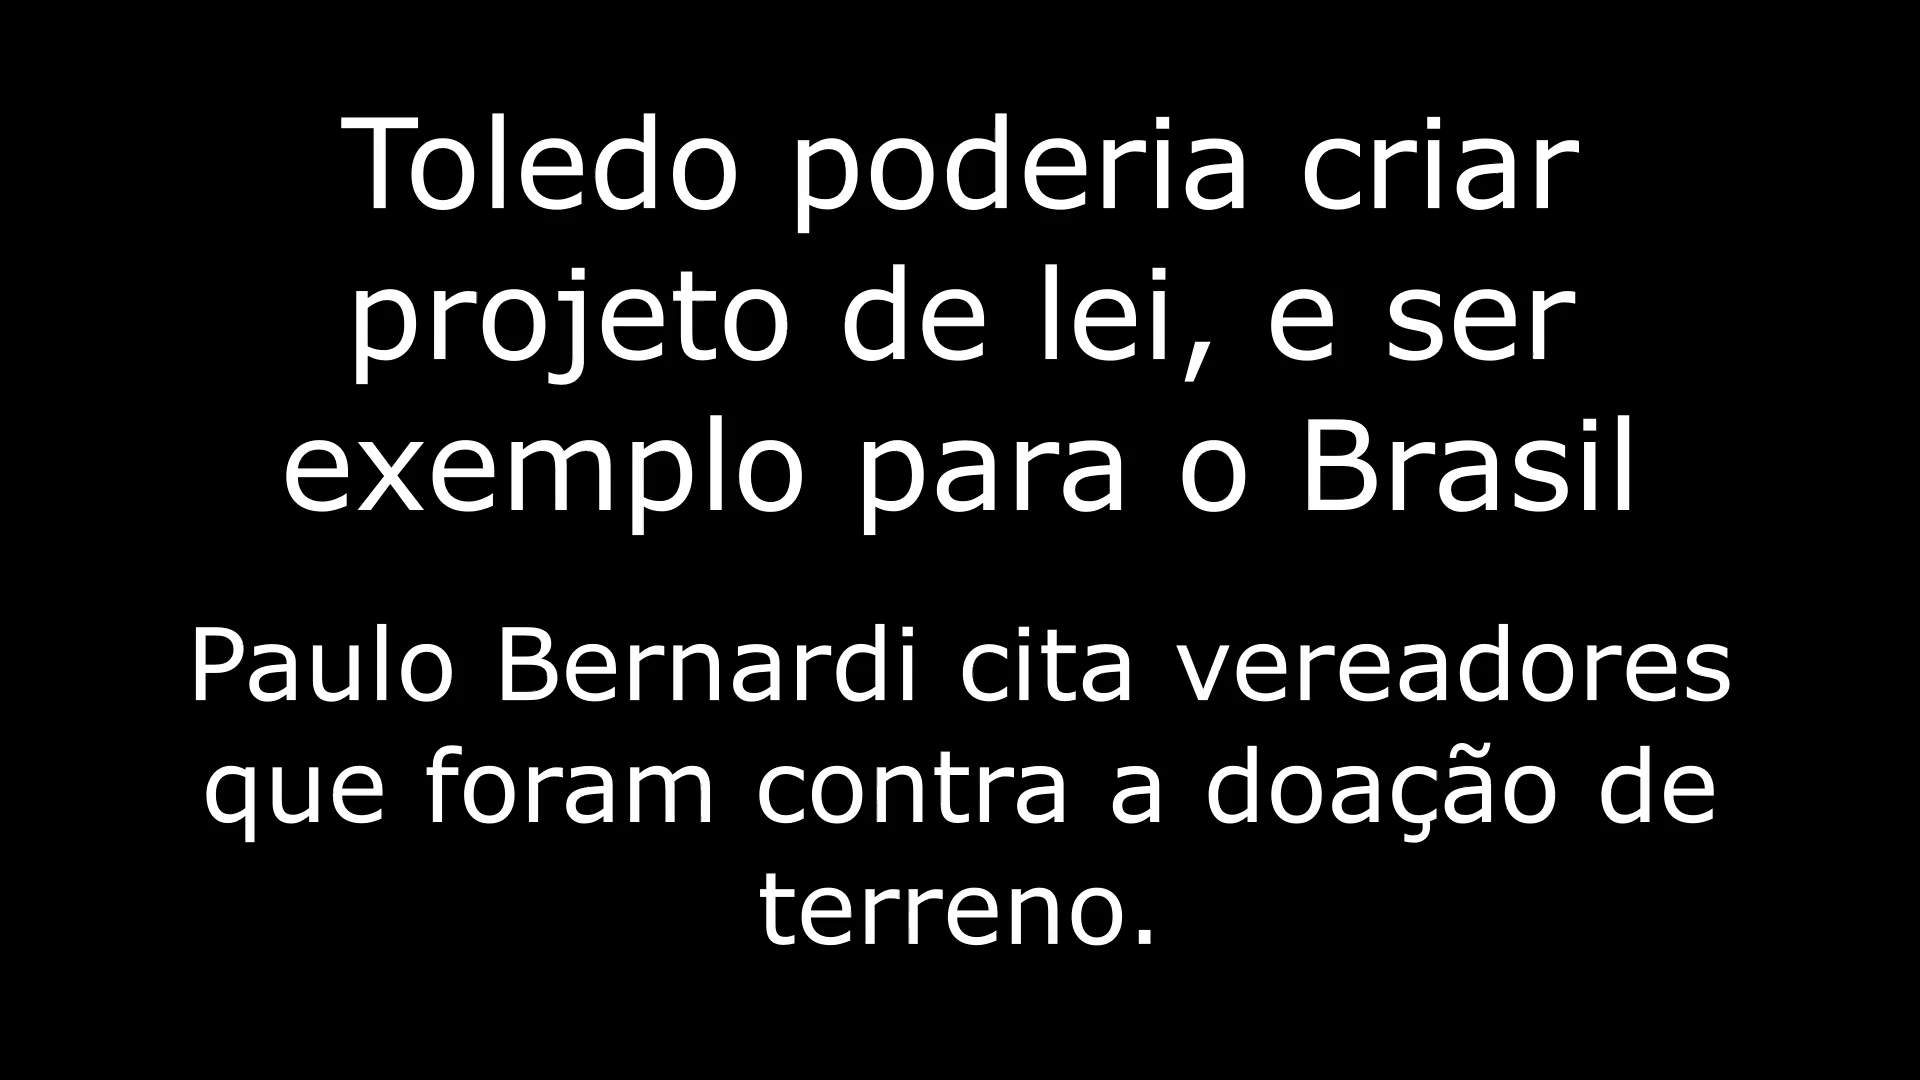 Toledo poderia criar
projeto de lei, e ser
exemplo para o Brasil
Paulo Bernardi cita vereadores
que foram contra a doação de
terreno.